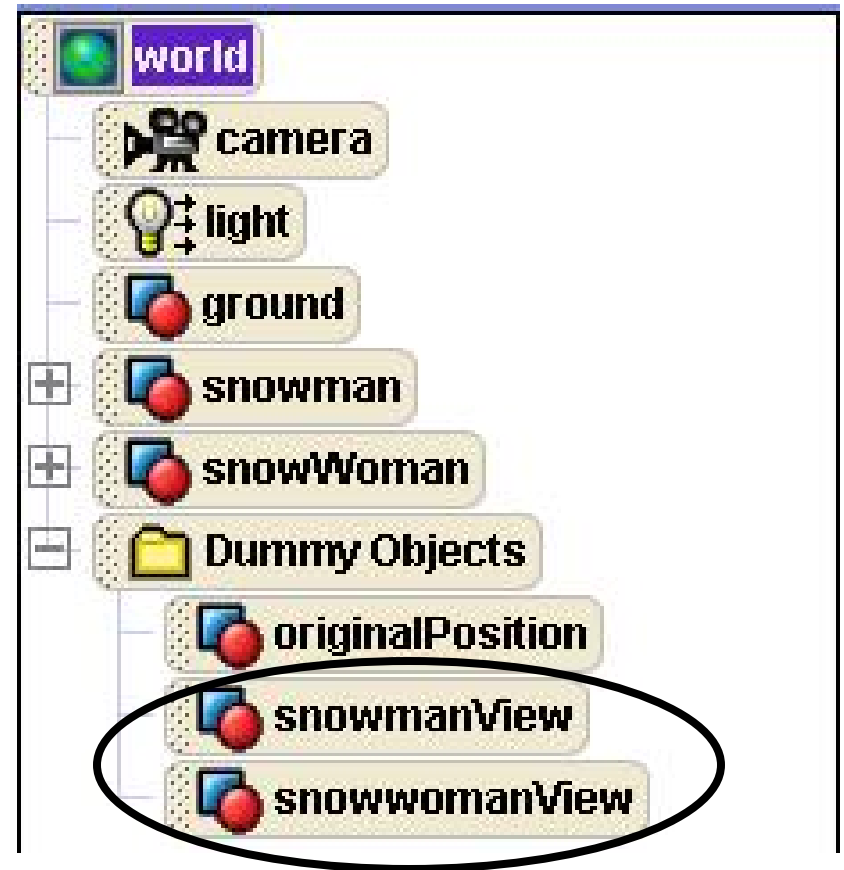 world
camera
light
ground
snowman
snowWoman
Dummy Objects
originalPosition
snowmanView
snowwomanView